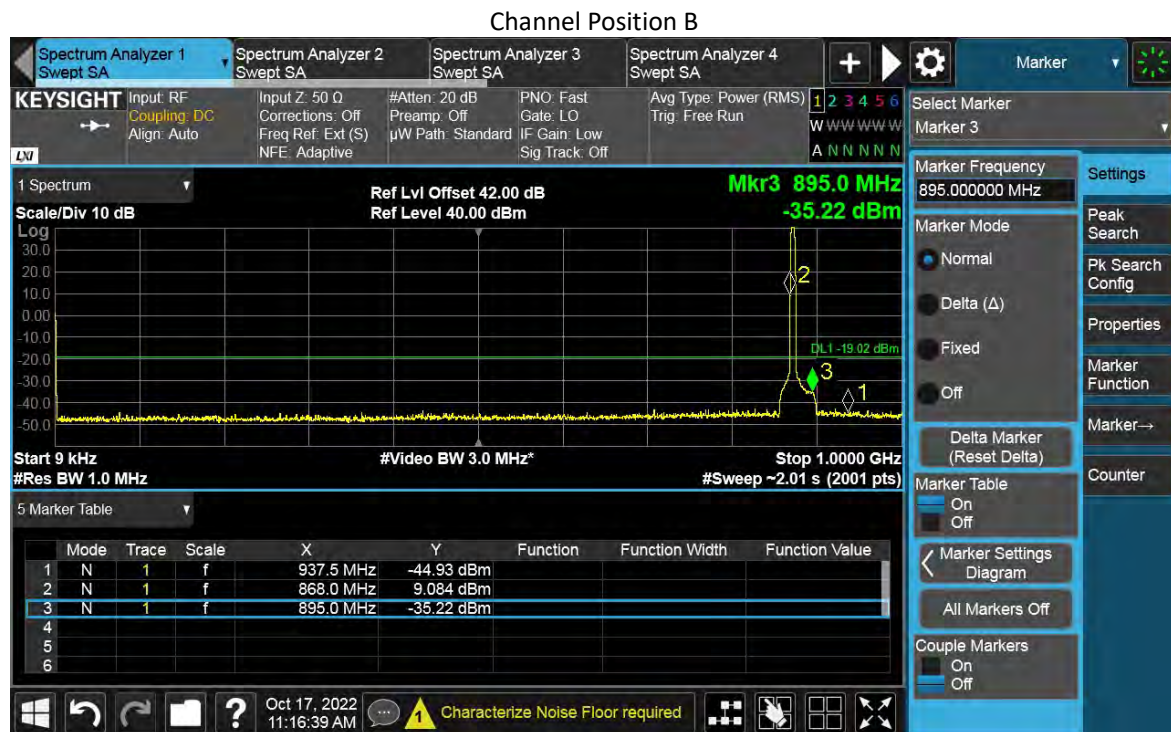 Channel Position B
Spectrum Analyzer 1
Swept SA
Spectrum Analyzer 2
Swept SA
Spectrum Analyzer 3
Swept SA
Spectrum Analyzer 4
Swept SA
+
Marker
KEYSIGHT
LXI
Input: RF
Coupling: DC
Align: Auto
Input Z: 50 Ω
Corrections: Off
Freq Ref: Ext (S)
NFE: Adaptive
#Atten: 20 dB
Preamp: Off
µW Path: Standard
PNO: Fast
Gate: LO
IF Gain: Low
Sig Track: Off
Avg Type: Power (RMS)
Trig: Free Run
1 2 3 4 5 6
W W W W W W
A N N N N N
Select Marker
Marker 3
1 Spectrum
Scale/Div 10 dB
Ref Lvl Offset 42.00 dB
Ref Level 40.00 dBm
Mkr3 895.0 MHz
-35.22 dBm
Log
30.0
20.0
10.0
0.00
-10.0
-20.0
-30.0
-40.0
-50.0
2
DL1 -19.02 dBm
3
1
Start 9 kHz
#Res BW 1.0 MHz
#Video BW 3.0 MHz*
Stop 1.0000 GHz
#Sweep ~2.01 s (2001 pts)
5 Marker Table
Mode Trace Scale X Y Function Function Width Function Value
1 N 1 f 937.5 MHz -44.93 dBm
2 N 1 f 868.0 MHz 9.084 dBm
3 N 1 f 895.0 MHz -35.22 dBm
4
5
6
Marker Frequency
895.000000 MHz
Marker Mode
Normal
Delta (Δ)
Fixed
Off
Delta Marker
(Reset Delta)
Marker Table
On
Off
Marker Settings
Diagram
All Markers Off
Couple Markers
On
Off
Settings
Peak
Search
Pk Search
Config
Properties
Marker
Function
Marker→
Counter
?
Oct 17, 2022
11:16:39 AM
1
Characterize Noise Floor required